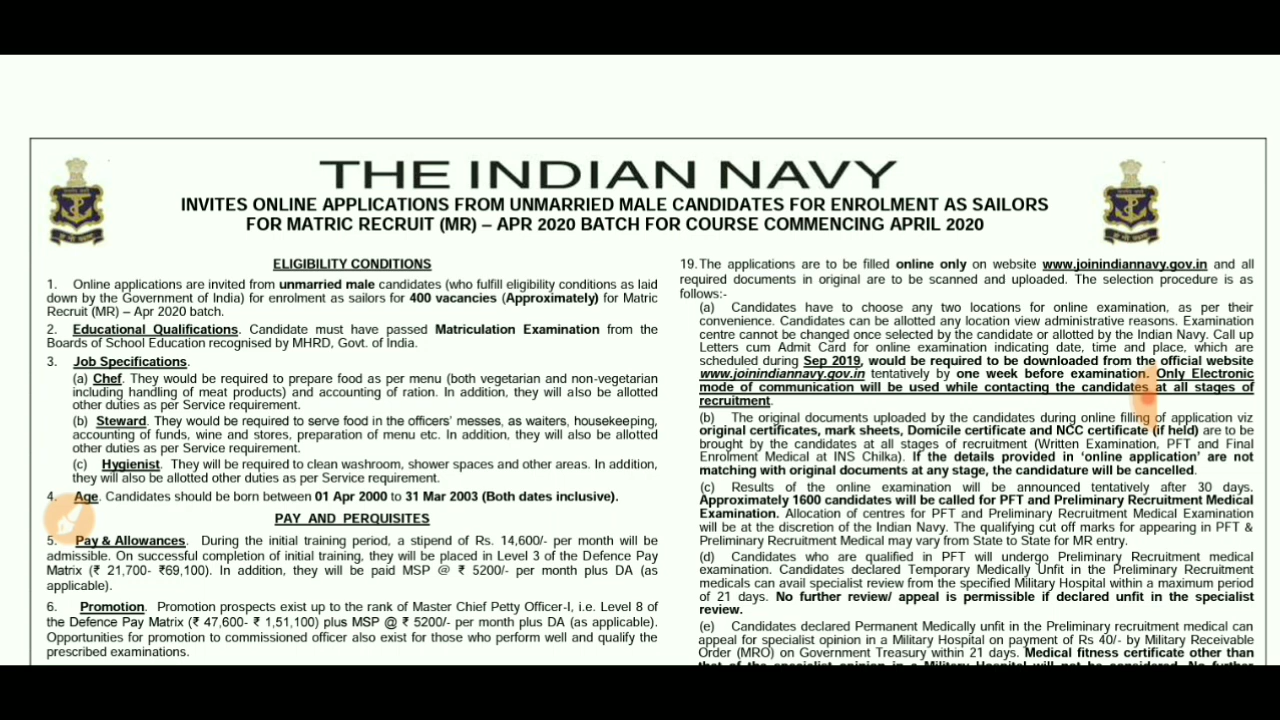 THE INDIAN NAVY
INVITES ONLINE APPLICATIONS FROM UNMARRIED MALE CANDIDATES FOR ENROLMENT AS SAILORS
FOR MATRIC RECRUIT (MR) – APR 2020 BATCH FOR COURSE COMMENCING APRIL 2020
ELIGIBILITY CONDITIONS
1. Online applications are invited from unmarried male candidates (who fulfill eligibility conditions as laid
down by the Government of India) for enrolment as sailors for 400 vacancies (Approximately) for Matric
Recruit (MR) – Apr 2020 batch.
2. Educational Qualifications. Candidate must have passed Matriculation Examination from the
Boards of School Education recognised by MHRD, Govt. of India.
3. Job Specifications.
(a) Chef. They would be required to prepare food as per menu (both vegetarian and non-vegetarian
including handling of meat products) and accounting of ration. In addition, they will also be allotted
other duties as per Service requirement.
(b) Steward. They would be required to serve food in the officers' messes, as waiters, housekeeping,
accounting of funds, wine and stores, preparation of menu etc. In addition, they will also be allotted
other duties as per Service requirement.
(c) Hygienist. They will be required to clean washroom, shower spaces and other areas. In addition,
they will also be allotted other duties as per Service requirement.
4. Age. Candidates should be born between 01 Apr 2000 to 31 Mar 2003 (Both dates inclusive).
PAY AND PERQUISITES
5. Pay & Allowances. During the initial training period, a stipend of Rs. 14,600/- per month will be
admissible. On successful completion of initial training, they will be placed in Level 3 of the Defence Pay
Matrix (₹ 21,700- ₹69,100). In addition, they will be paid MSP @ ₹ 5200/- per month plus DA (as
applicable).
6. Promotion. Promotion prospects exist up to the rank of Master Chief Petty Officer-I, i.e. Level 8 of
the Defence Pay Matrix (₹ 47,600- ₹ 1,51,100) plus MSP @ ₹ 5200/- per month plus DA (as applicable).
Opportunities for promotion to commissioned officer also exist for those who perform well and qualify the
prescribed examinations.
19. The applications are to be filled online only on website www.joinindiannavy.gov.in and all
required documents in original are to be scanned and uploaded. The selection procedure is as
follows:-
(a) Candidates have to choose any two locations for online examination, as per their
convenience. Candidates can be allotted any location view administrative reasons. Examination
centre cannot be changed once selected by the candidate or allotted by the Indian Navy. Call up
Letters cum Admit Card for online examination indicating date, time and place, which are
scheduled during Sep 2019, would be required to be downloaded from the official website
www.joinindiannavy.gov.in tentatively by one week before examination. Only Electronic
mode of communication will be used while contacting the candidates at all stages of
recruitment.
(b) The original documents uploaded by the candidates during online filling of application viz
original certificates, mark sheets, Domicile certificate and NCC certificate (if held) are to be
brought by the candidates at all stages of recruitment (Written Examination, PFT and Final
Enrolment Medical at INS Chilka). If the details provided in 'online application' are not
matching with original documents at any stage, the candidature will be cancelled.
(c) Results of the online examination will be announced tentatively after 30 days.
Approximately 1600 candidates will be called for PFT and Preliminary Recruitment Medical
Examination. Allocation of centres for PFT and Preliminary Recruitment Medical Examination
will be at the discretion of the Indian Navy. The qualifying cut off marks for appearing in PFT &
Preliminary Recruitment Medical may vary from State to State for MR entry.
(d) Candidates who are qualified in PFT will undergo Preliminary Recruitment medical
examination. Candidates declared Temporary Medically Unfit in the Preliminary Recruitment
medicals can avail specialist review from the specified Military Hospital within a maximum period
of 21 days. No further review/ appeal is permissible if declared unfit in the specialist
review.
(e) Candidates declared Permanent Medically unfit in the Preliminary recruitment medical can
appeal for specialist opinion in a Military Hospital on payment of Rs 40/- by Military Receivable
Order (MRO) on Government Treasury within 21 days. Medical fitness certificate other than
that of the specialist opinion in a Military Hospital will not be considered. No further